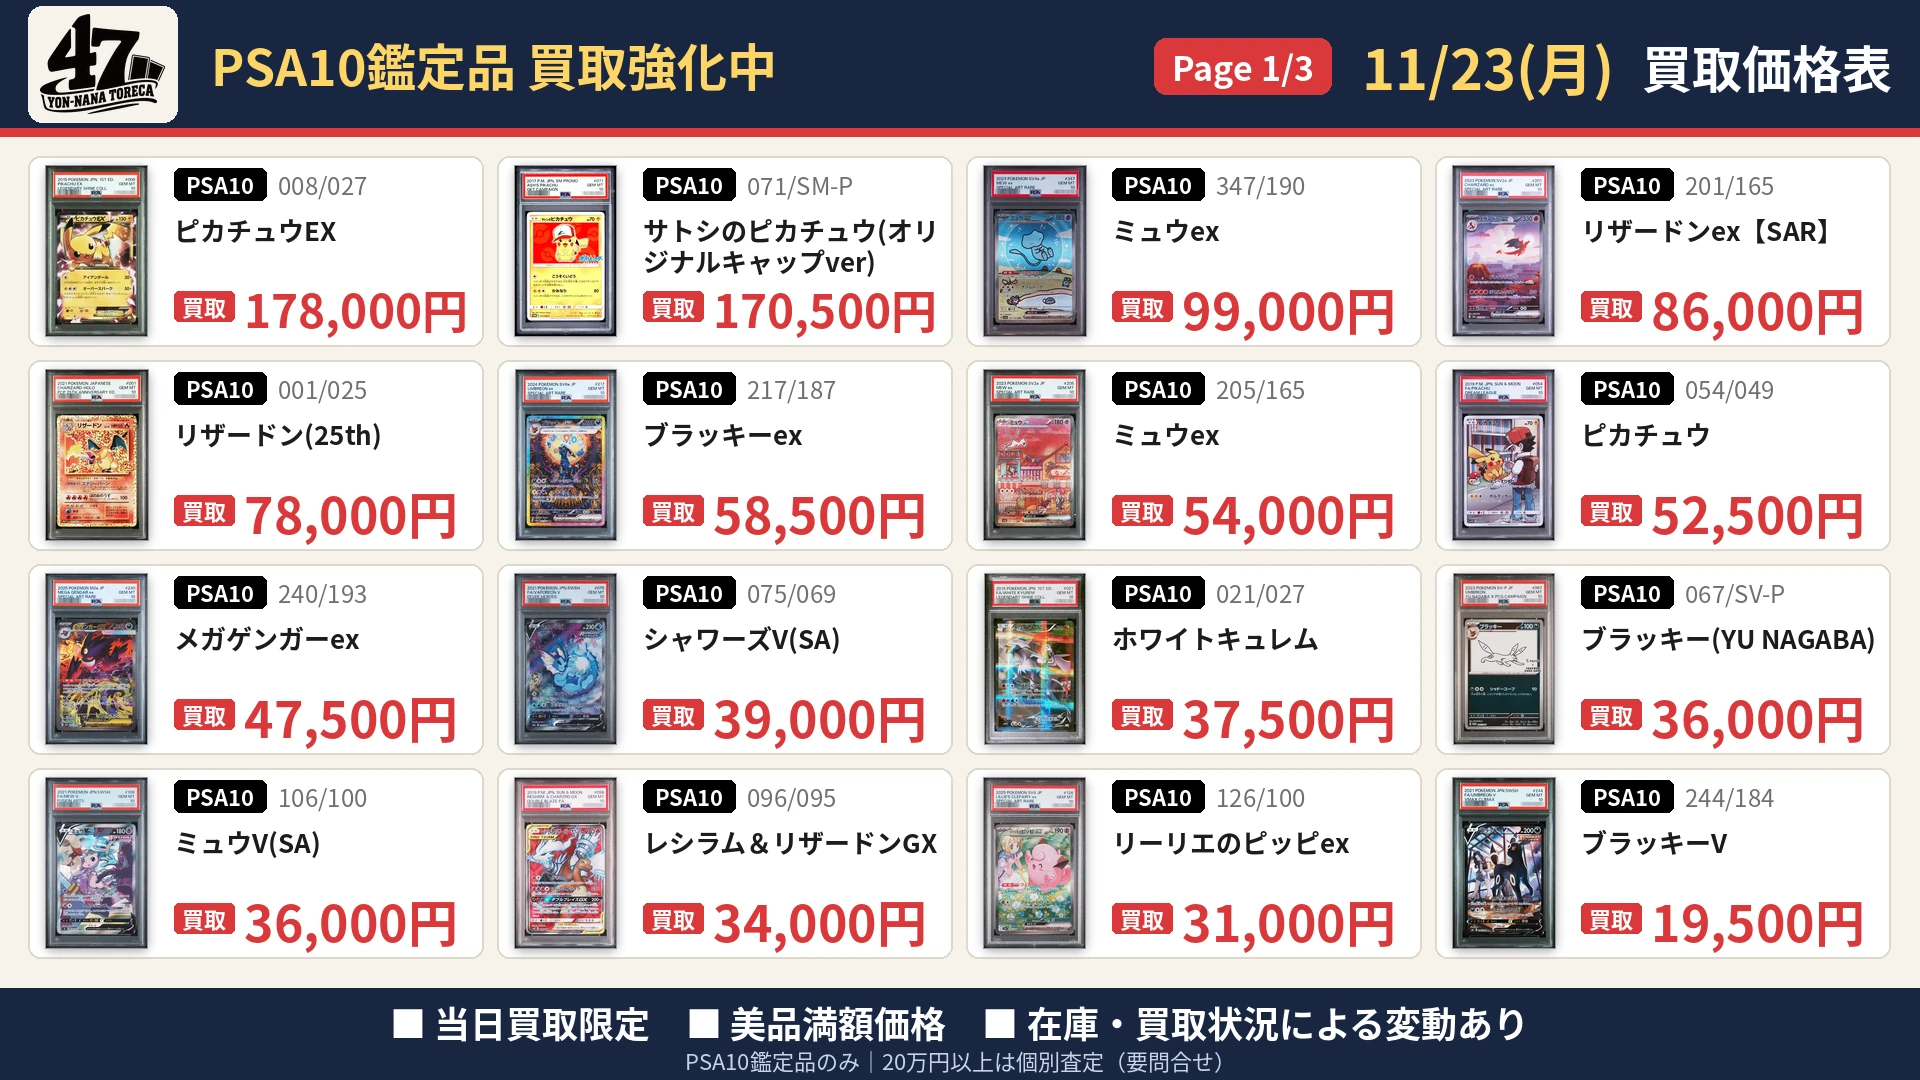 47
YON-NANA TORECA
PSA10鑑定品 買取強化中
Page 1/3
11/23(月) 買取価格表
PSA10 008/027
ピカチュウEX
買取 178,000円
PSA10 071/SM-P
サトシのピカチュウ(オリ
ジナルキャップver)
買取 170,500円
PSA10 347/190
ミュウex
買取 99,000円
PSA10 201/165
リザードンex【SAR】
買取 86,000円
PSA10 001/025
リザードン(25th)
買取 78,000円
PSA10 217/187
ブラッキーex
買取 58,500円
PSA10 205/165
ミュウex
買取 54,000円
PSA10 054/049
ピカチュウ
買取 52,500円
PSA10 240/193
メガゲンガーex
買取 47,500円
PSA10 075/069
シャワーズV(SA)
買取 39,000円
PSA10 021/027
ホワイトキュレム
買取 37,500円
PSA10 067/SV-P
ブラッキー(YU NAGABA)
買取 36,000円
PSA10 106/100
ミュウV(SA)
買取 36,000円
PSA10 096/095
レシラム＆リザードンGX
買取 34,000円
PSA10 126/100
リーリエのピッピex
買取 31,000円
PSA10 244/184
ブラッキーV
買取 19,500円
■ 当日買取限定 ■ 美品満額価格 ■ 在庫・買取状況による変動あり
PSA10鑑定品のみ｜20万円以上は個別査定（要問合せ）